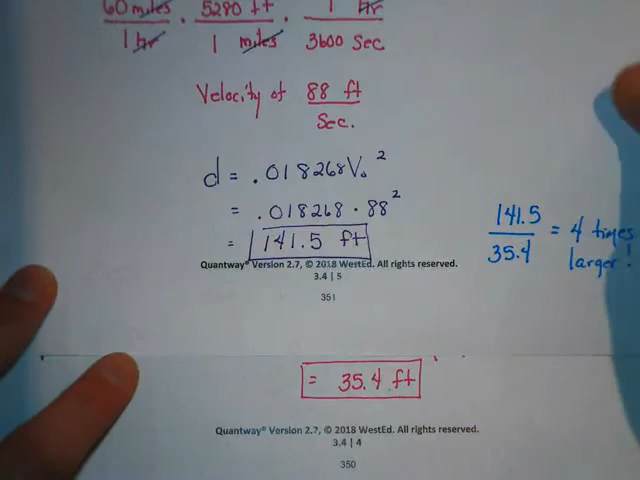 60 miles/1 hr · 5280 ft/1 miles · 1 hr/3600 Sec
Velocity of 88 ft/Sec.
d = .018268V₀²
= .018268 · 88²
= 141.5 ft
141.5/35.4 = 4 times larger!
Quantway® Version 2.7, © 2018 WestEd. All rights reserved.
3.4 | 5
351
= 35.4 ft
Quantway® Version 2.7, © 2018 WestEd. All rights reserved.
3.4 | 4
350